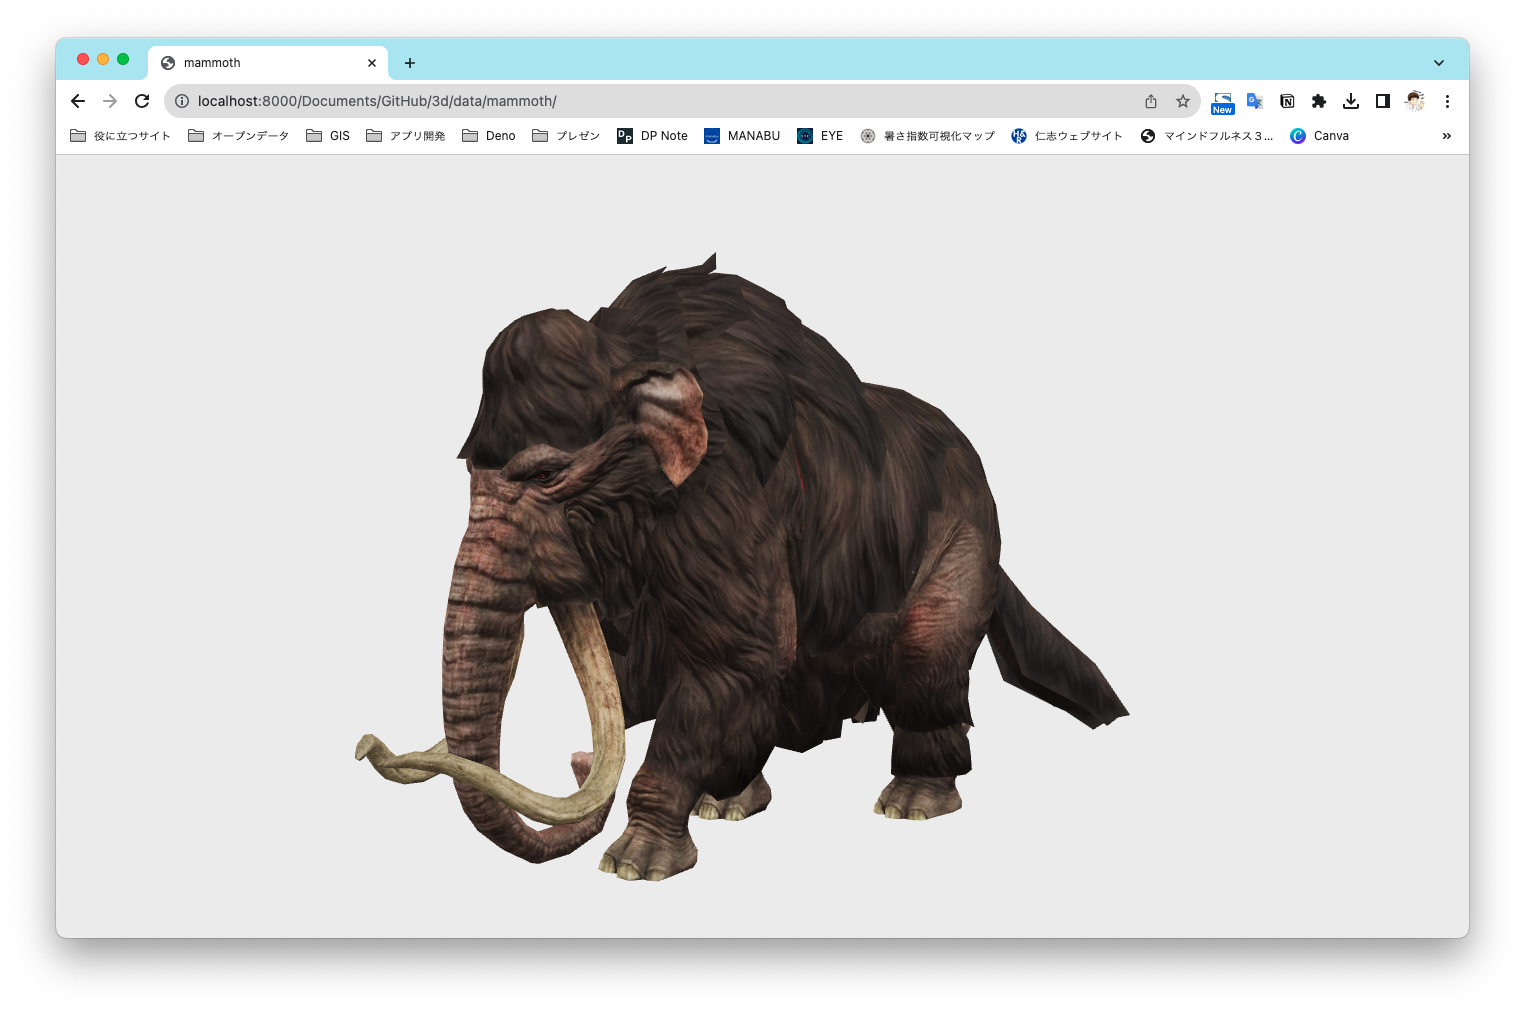 mammoth
localhost:8000/Documents/GitHub/3d/data/mammoth/
New
役に立つサイト オープンデータ GIS アプリ開発 Deno プレゼン DP Note MANABU EYE 暑さ指数可視化マップ 仁志ウェブサイト マインドフルネス３... Canva »